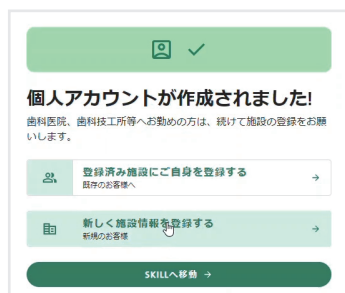 個人アカウントが作成されました!
歯科医院、歯科技工所等へお勤めの方は、続けて施設の登録をお願
いします。
登録済み施設にご自身を登録する
既存のお客様へ
新しく施設情報を登録する
新規のお客様
SKILLへ移動 →